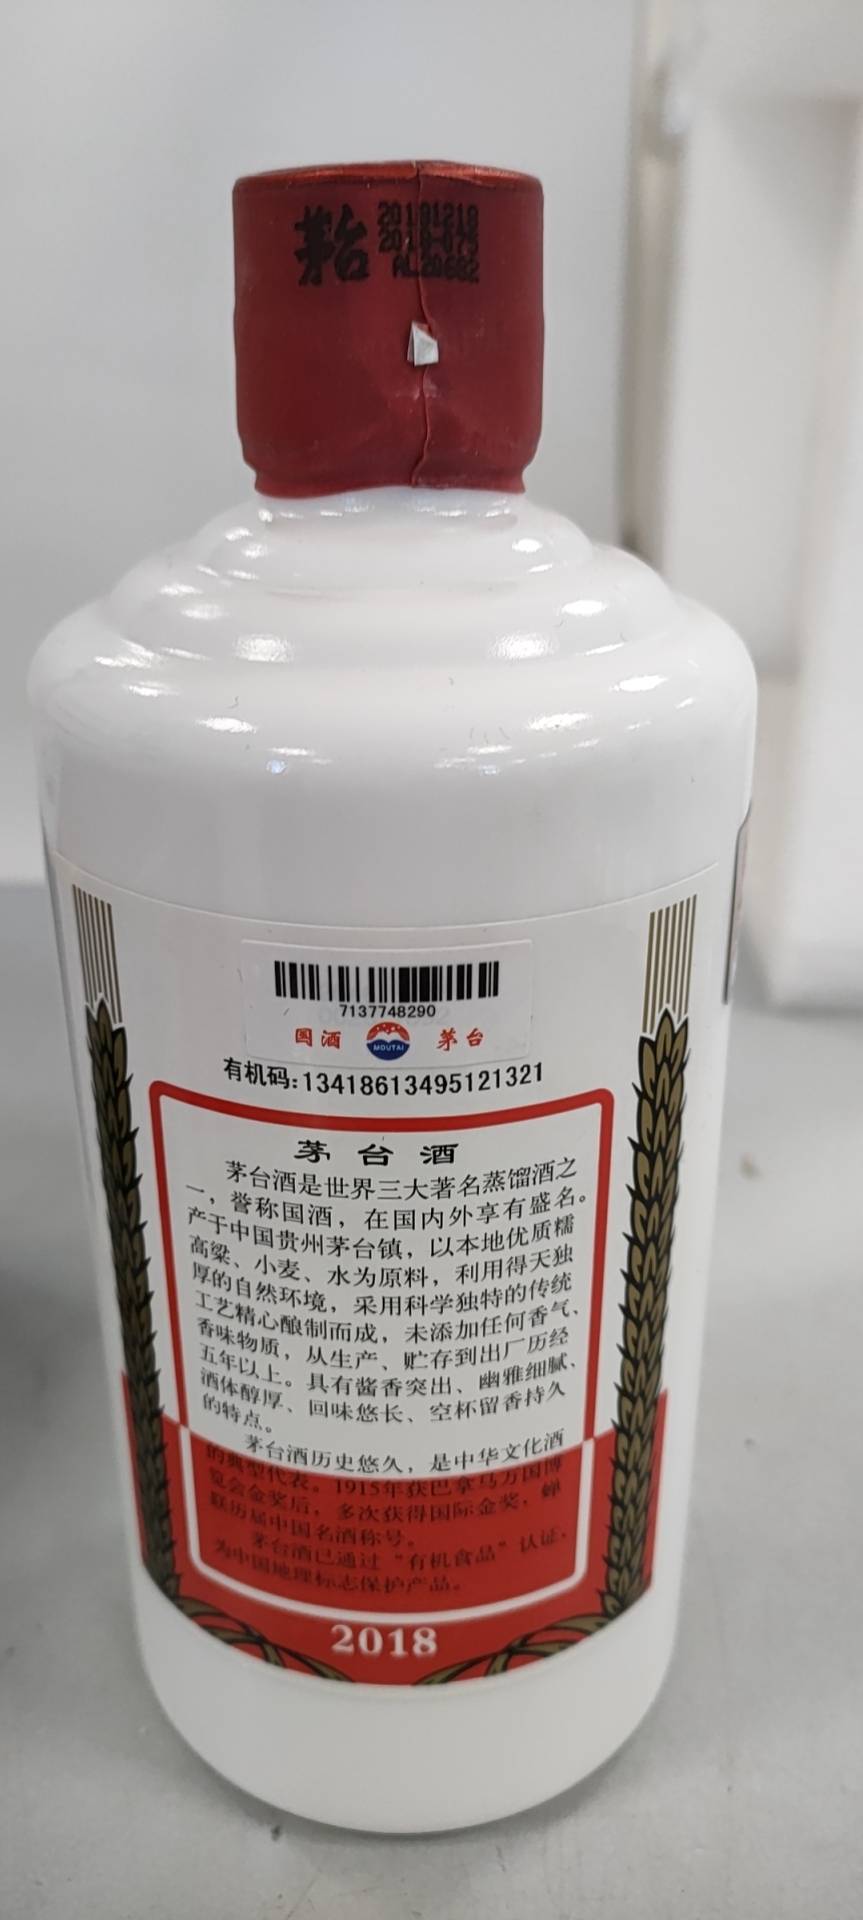 茅台
20181218
2018-075
AL20682
7137748290
国酒 MOUTAI 茅台
有机码:13418613495121321
茅台酒
茅台酒是世界三大著名蒸馏酒之
一，誉称国酒，在国内外享有盛名。
产于中国贵州茅台镇，以本地优质糯
高粱、小麦、水为原料，利用得天独
厚的自然环境，采用科学独特的传统
工艺精心酿制而成，未添加任何香气、
香味物质，从生产、贮存到出厂历经
五年以上。具有酱香突出、幽雅细腻、
酒体醇厚、回味悠长、空杯留香持久
的特点。
茅台酒历史悠久，是中华文化酒
的典型代表。1915年获巴拿马万国博
览会金奖后，多次获得国际金奖，蝉
联历届中国名酒称号。
茅台酒已通过“有机食品”认证，
为中国地理标志保护产品。
2018